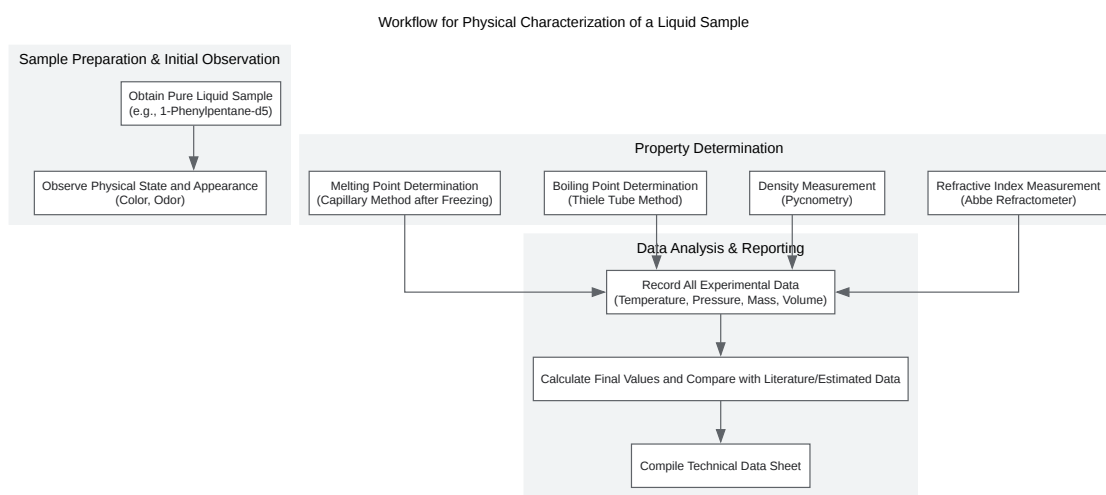 Workflow for Physical Characterization of a Liquid Sample
Sample Preparation & Initial Observation
Obtain Pure Liquid Sample
(e.g., 1-Phenylpentane-d5)
Observe Physical State and Appearance
(Color, Odor)
Property Determination
Melting Point Determination
(Capillary Method after Freezing)
Boiling Point Determination
(Thiele Tube Method)
Density Measurement
(Pycnometry)
Refractive Index Measurement
(Abbe Refractometer)
Data Analysis & Reporting
Record All Experimental Data
(Temperature, Pressure, Mass, Volume)
Calculate Final Values and Compare with Literature/Estimated Data
Compile Technical Data Sheet